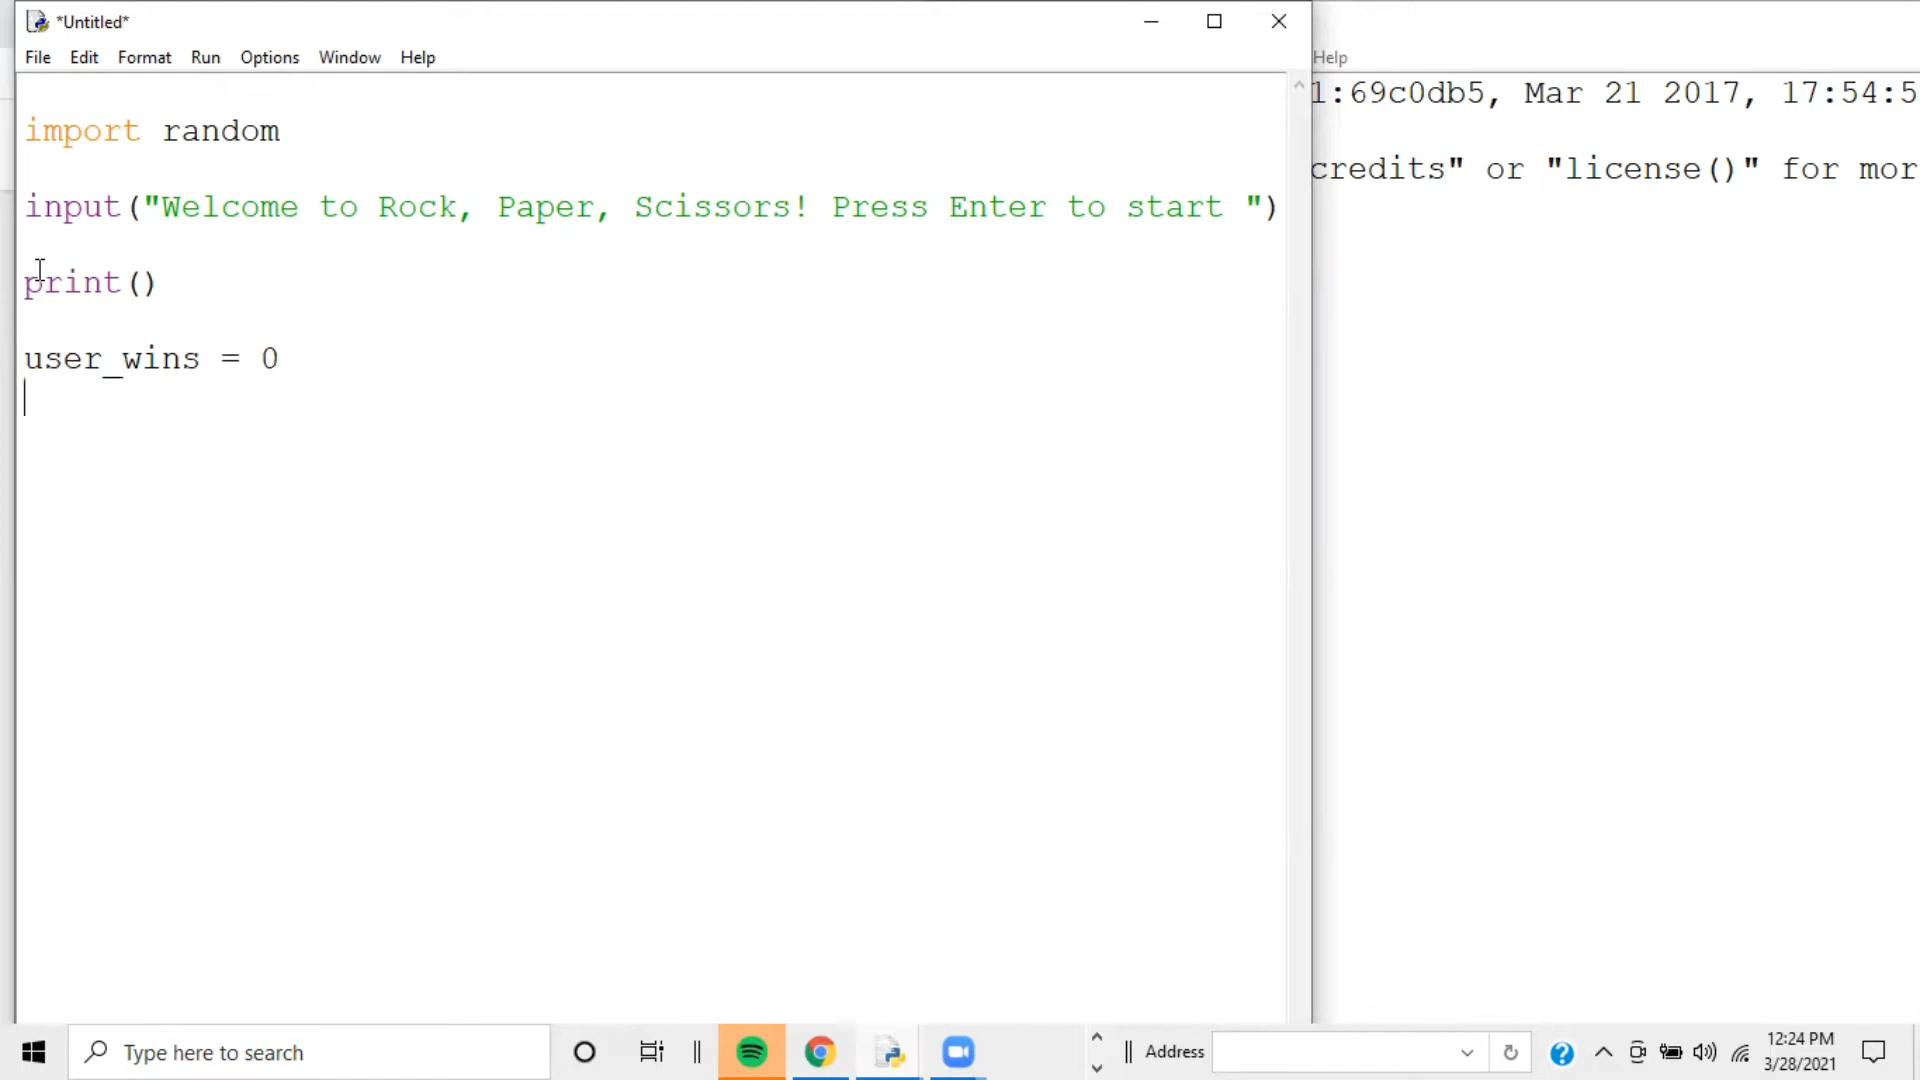 *Untitled*
File Edit Format Run Options Window Help
Help
import random
input("Welcome to Rock, Paper, Scissors! Press Enter to start ")
print()
user_wins = 0
1:69c0db5, Mar 21 2017, 17:54:5
credits" or "license()" for mor
Type here to search
Address
12:24 PM
3/28/2021